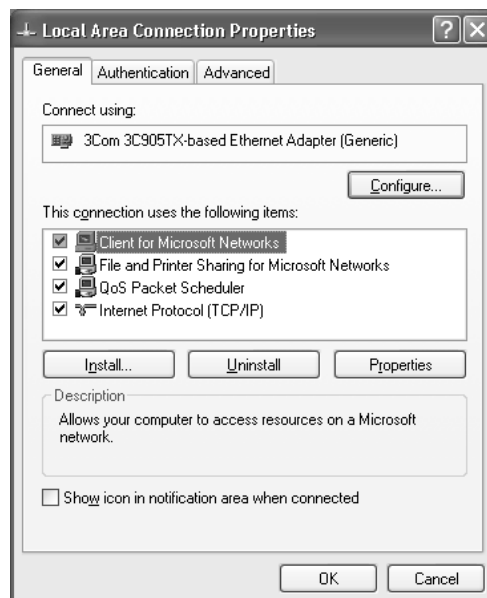 Local Area Connection Properties
General Authentication Advanced
Connect using:
3Com 3C905TX-based Ethernet Adapter (Generic)
Configure...
This connection uses the following items:
Client for Microsoft Networks
File and Printer Sharing for Microsoft Networks
QoS Packet Scheduler
Internet Protocol (TCP/IP)
Install... Uninstall Properties
Description
Allows your computer to access resources on a Microsoft
network.
Show icon in notification area when connected
OK Cancel